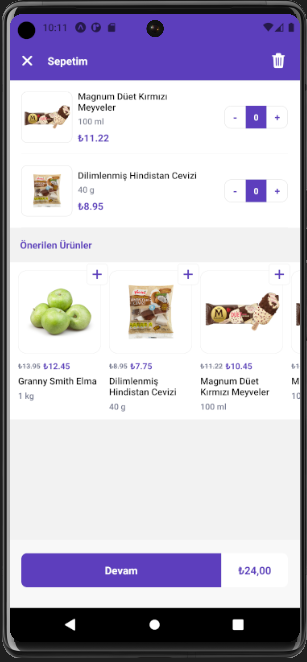 10:11
Sepetim
Magnum Düet Kırmızı
Meyveler
100 ml
₺11.22
- 0 +
Dilimlenmiş Hindistan Cevizi
40 g
₺8.95
- 0 +
Önerilen Ürünler
+ + +
₺13.95 ₺12.45
Granny Smith Elma
1 kg
₺8.95 ₺7.75
Dilimlenmiş
Hindistan Cevizi
40 g
₺11.22 ₺10.45
Magnum Düet
Kırmızı Meyveler
100 ml
Devam
₺24,00